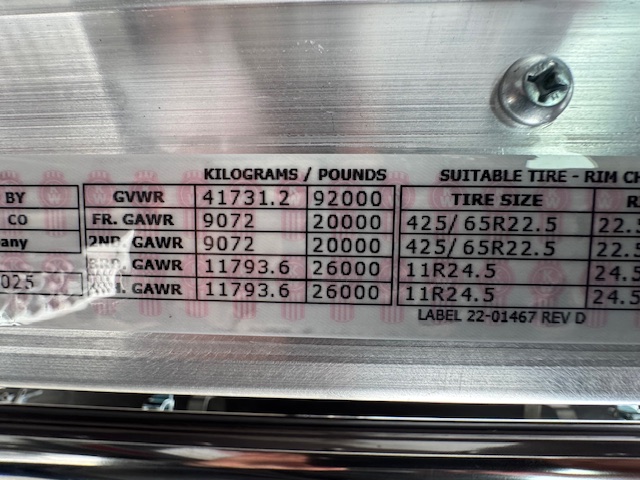 KILOGRAMS / POUNDS SUITABLE TIRE - RIM CH
BY GVWR 41731.2 92000 TIRE SIZE R
CO FR. GAWR 9072 20000 425/65R22.5 22.5
any 2ND. GAWR 9072 20000 425/65R22.5 22.5
3RD. GAWR 11793.6 26000 11R24.5 24.5
025 GAWR 11793.6 26000 11R24.5 24.5
LABEL 22-01467 REV D